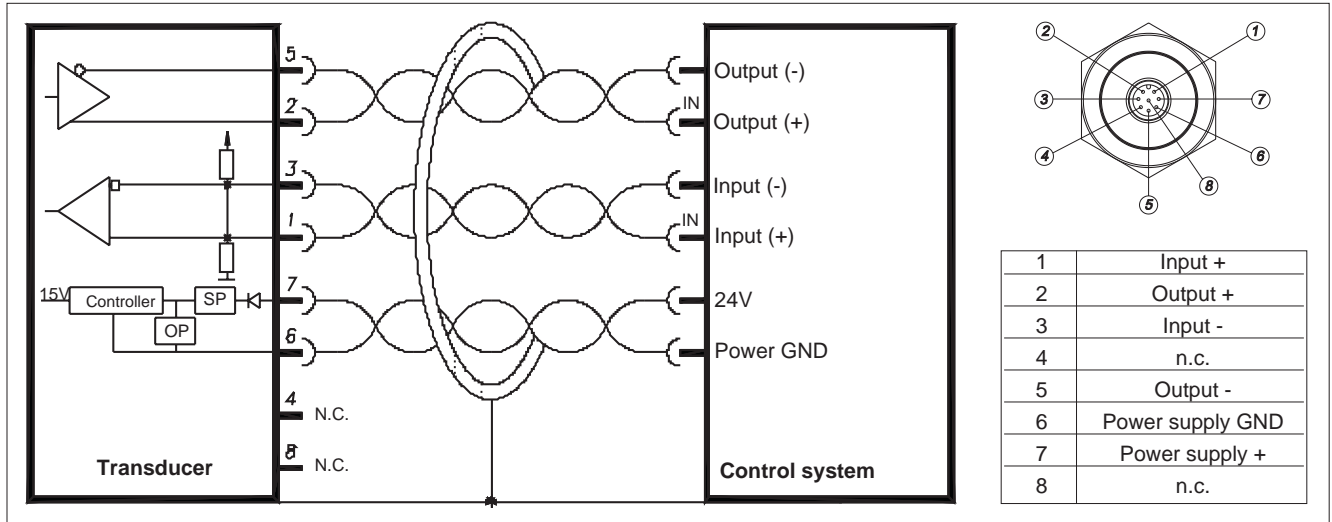 5
Output (-)
2
IN
Output (+)
3
Input (-)
1
IN
Input (+)
15V
Controller
SP
7
24V
OP
6
Power GND
4
N.C.
8
N.C.
Transducer
Control system
2
1
3
7
4
6
8
5
1 Input +
2 Output +
3 Input -
4 n.c.
5 Output -
6 Power supply GND
7 Power supply +
8 n.c.